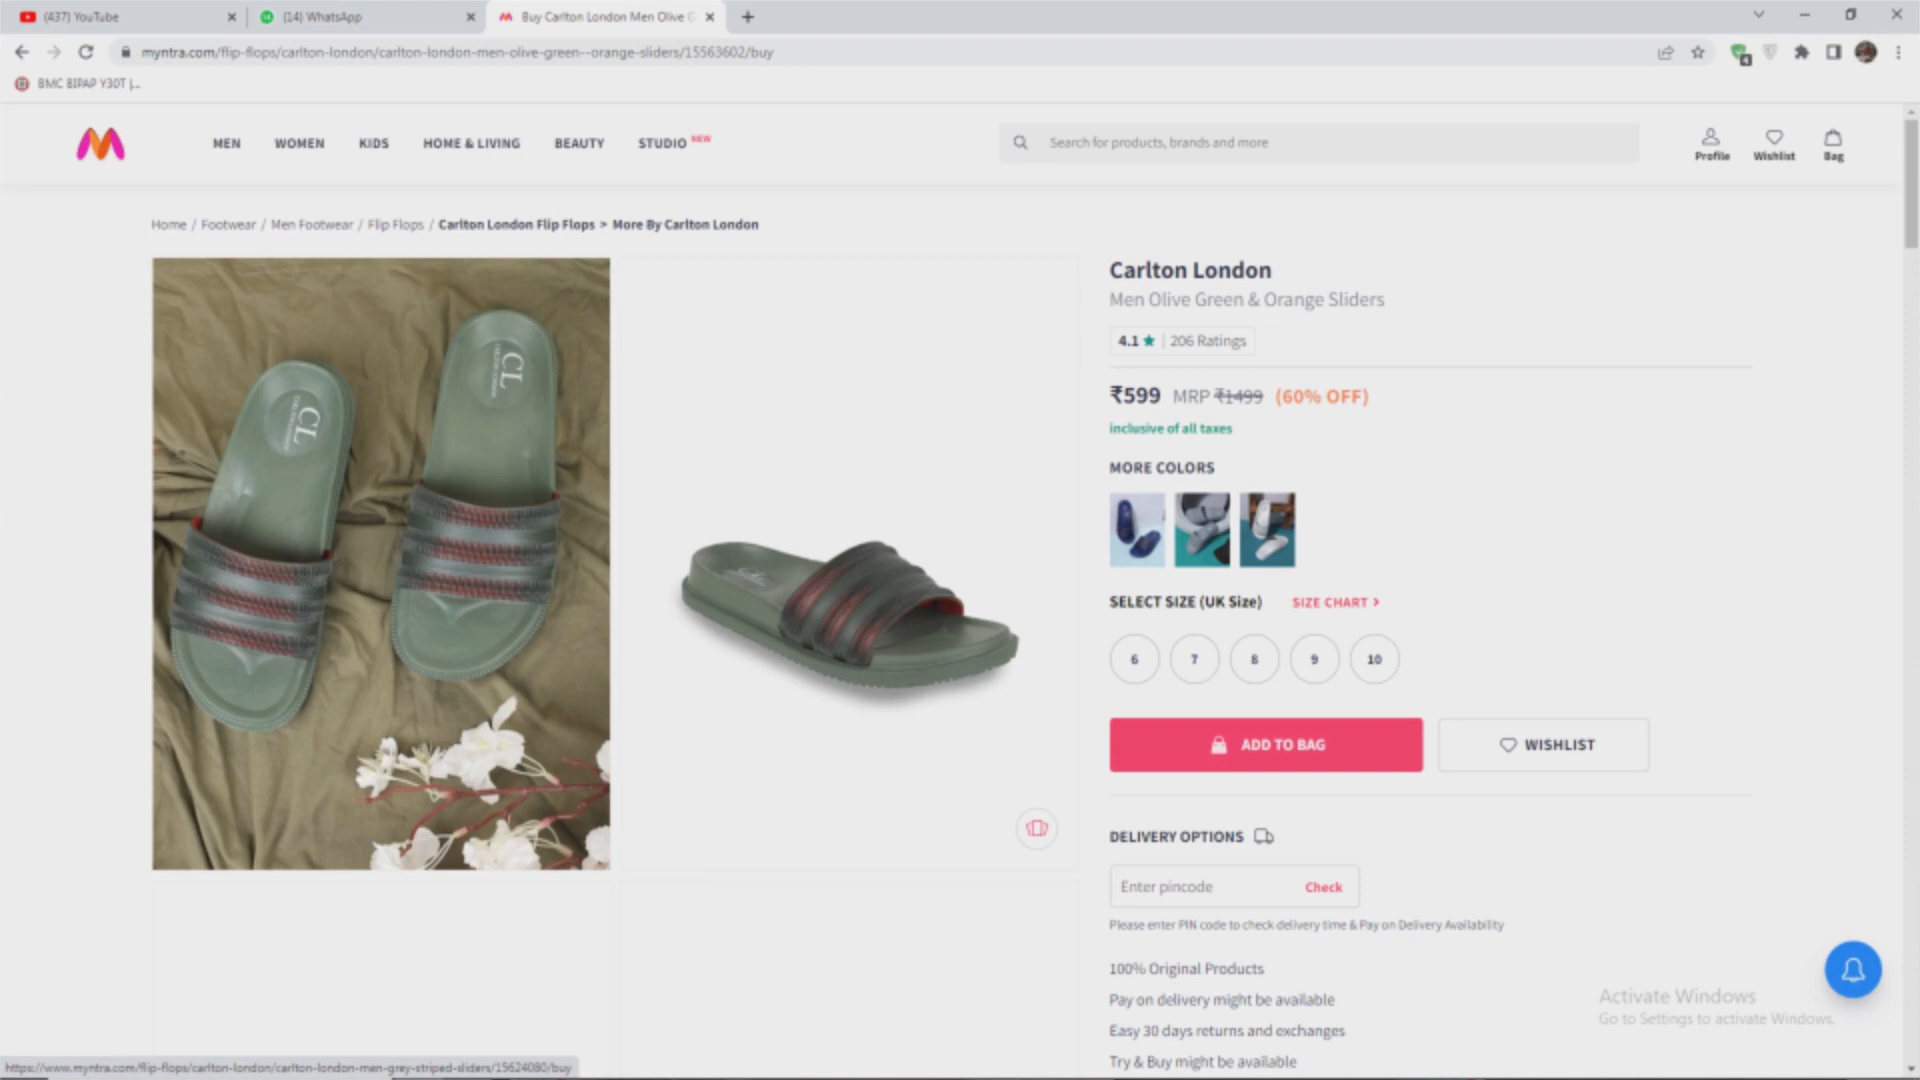 (437) YouTube
(14) WhatsApp
Buy Carlton London Men Olive G
myntra.com/flip-flops/carlton-london/carlton-london-men-olive-green--orange-sliders/15563602/buy
4
BMC BIPAP Y30T |...
MEN WOMEN KIDS HOME & LIVING BEAUTY STUDIO NEW
Search for products, brands and more
Profile Wishlist Bag
Home / Footwear / Men Footwear / Flip Flops / Carlton London Flip Flops > More By Carlton London
CL
CL
Carlton London
Men Olive Green & Orange Sliders
4.1 ★ | 206 Ratings
₹599 MRP ₹1499 (60% OFF)
inclusive of all taxes
MORE COLORS
SELECT SIZE (UK Size) SIZE CHART >
6 7 8 9 10
ADD TO BAG WISHLIST
DELIVERY OPTIONS
Enter pincode Check
Please enter PIN code to check delivery time & Pay on Delivery Availability
100% Original Products
Pay on delivery might be available
Easy 30 days returns and exchanges
Try & Buy might be available
Activate Windows
Go to Settings to activate Windows.
https://www.myntra.com/flip-flops/carlton-london/carlton-london-men-grey-striped-sliders/15624080/buy